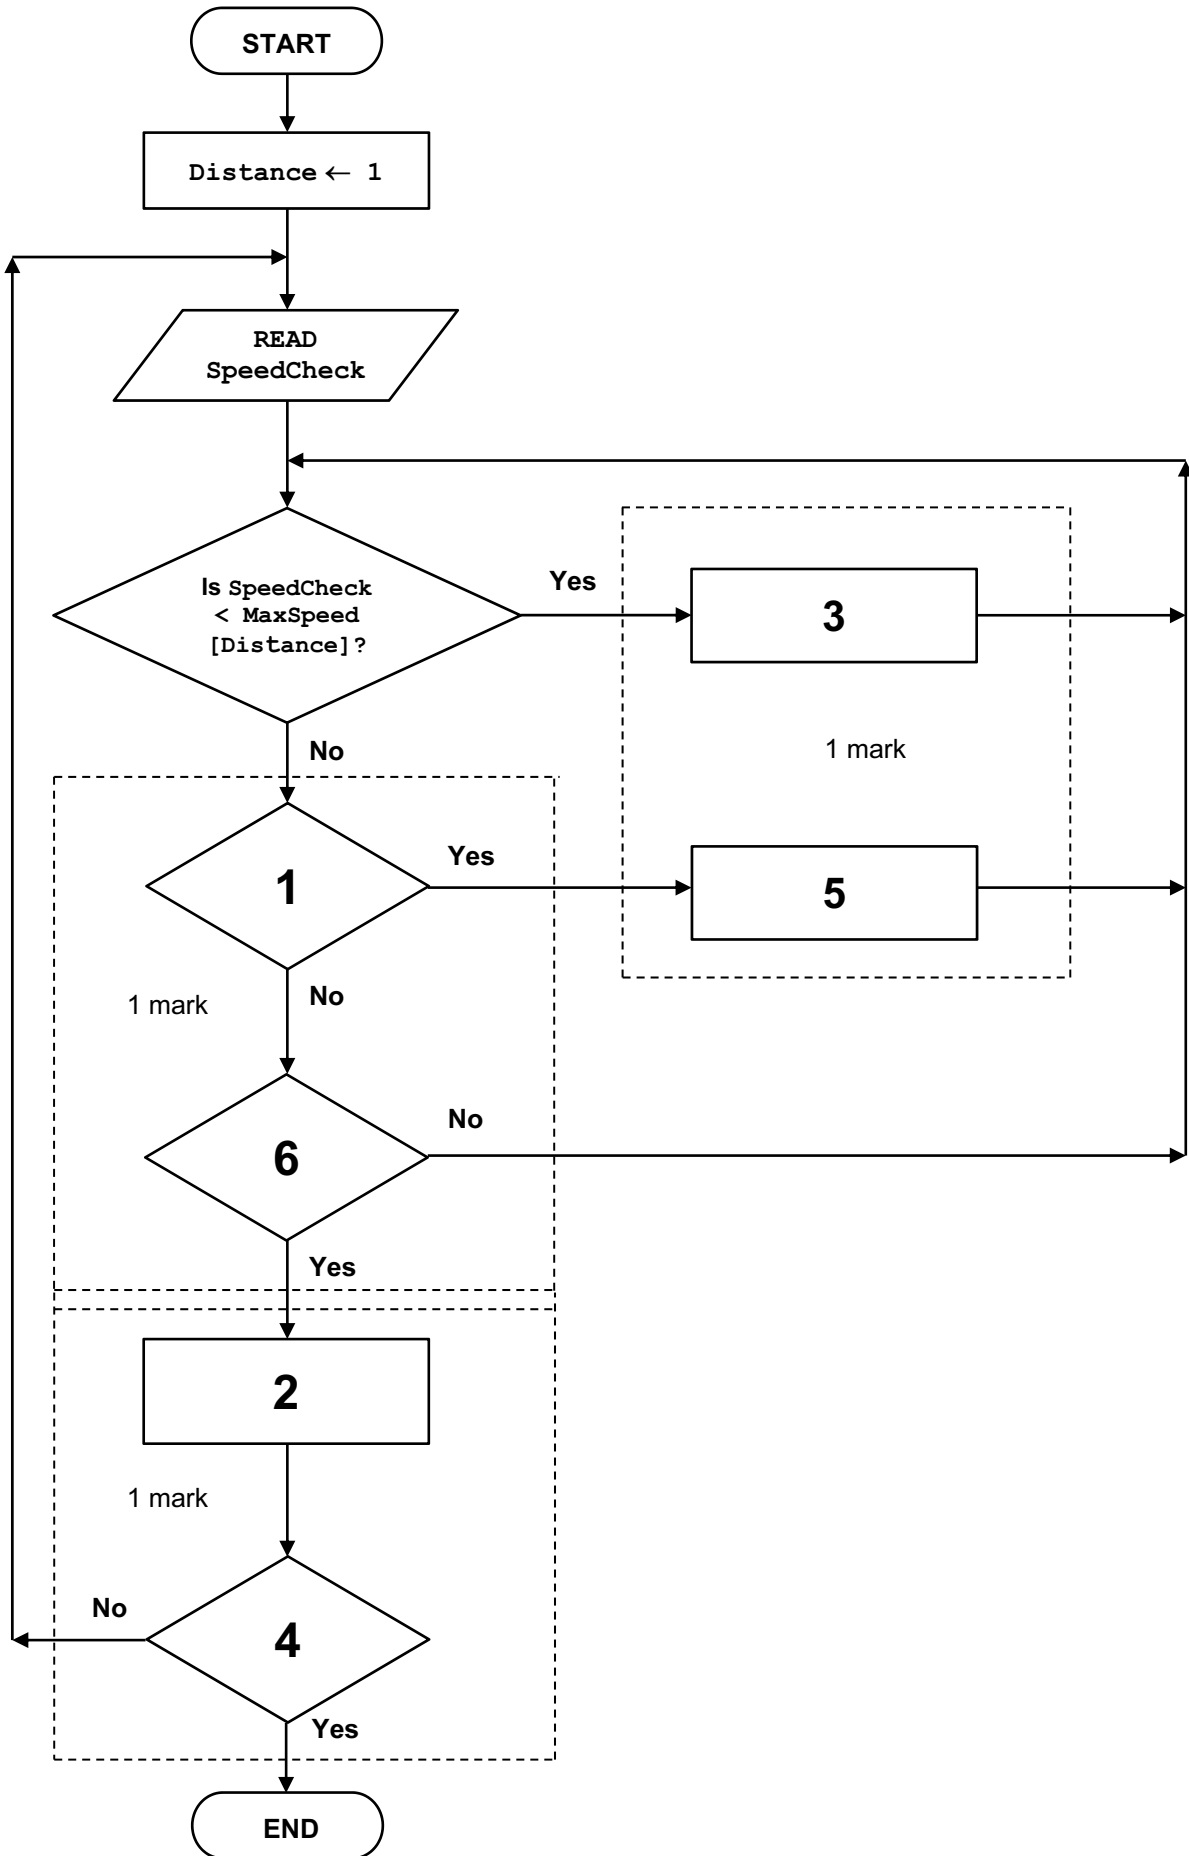 START
Distance ← 1
READ
SpeedCheck
Is SpeedCheck
< MaxSpeed
[Distance]?
Yes
3
No
1 mark
1
Yes
5
1 mark
No
6
No
Yes
2
1 mark
No
4
Yes
END